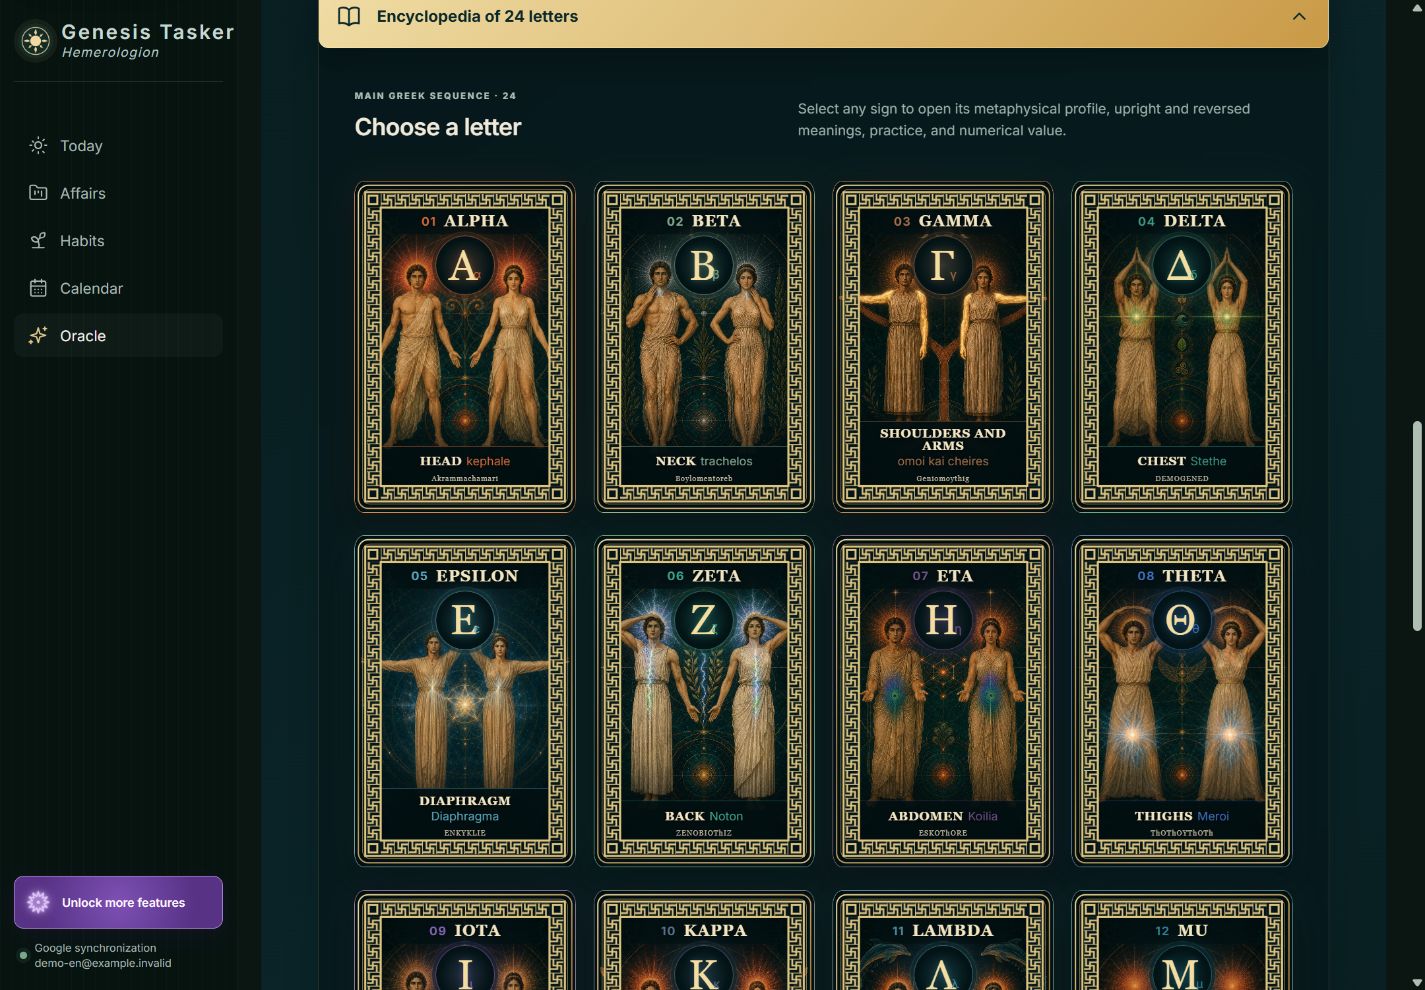 Genesis Tasker
Hemerologion
Today
Affairs
Habits
Calendar
Oracle
Unlock more features
Google synchronization
demo-en@example.invalid
Encyclopedia of 24 letters
MAIN GREEK SEQUENCE · 24
Choose a letter
Select any sign to open its metaphysical profile, upright and reversed
meanings, practice, and numerical value.
01 ALPHA
Α α
HEAD kephale
Akrammachamari
02 BETA
Β β
NECK trachelos
Boylomentoreb
03 GAMMA
Γ γ
SHOULDERS AND
ARMS
omoi kai cheires
Geniomoythig
04 DELTA
Δ δ
CHEST Stethe
DEMOGENED
05 EPSILON
Ε ε
DIAPHRAGM
Diaphragma
ENKYKLIE
06 ZETA
Ζ ζ
BACK Noton
ZENOBIOThIZ
07 ETA
Η η
ABDOMEN Koilia
ESKOThORE
08 THETA
Θ θ
THIGHS Meroi
ThOThOYThOTh
09 IOTA
Ι
10 KAPPA
Κ
11 LAMBDA
Λ
12 MU
Μ μ